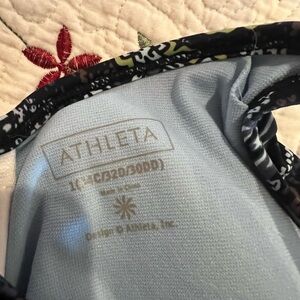 ATHLETA
Made in China
Design © Athleta, Inc.